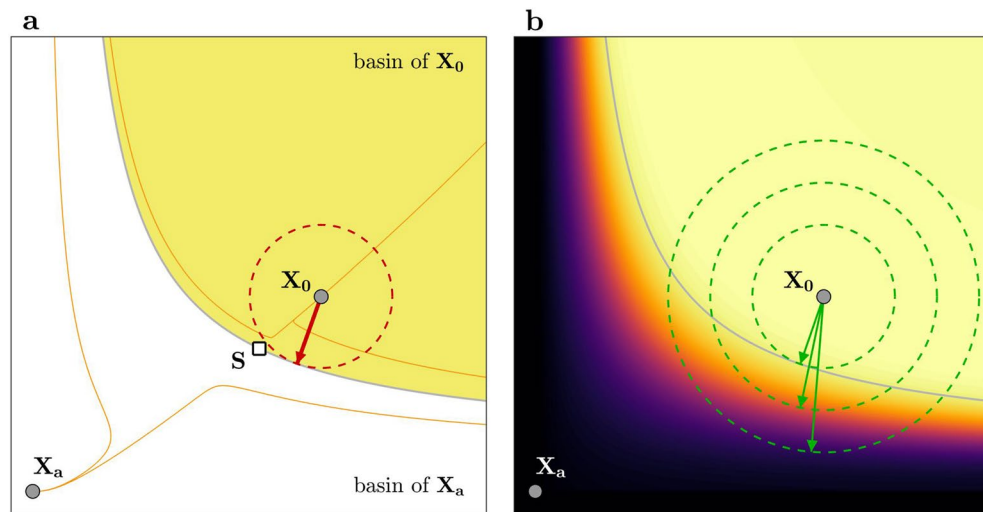 a
basin of X₀
X₀
S
Xₐ
basin of Xₐ
b
X₀
Xₐ